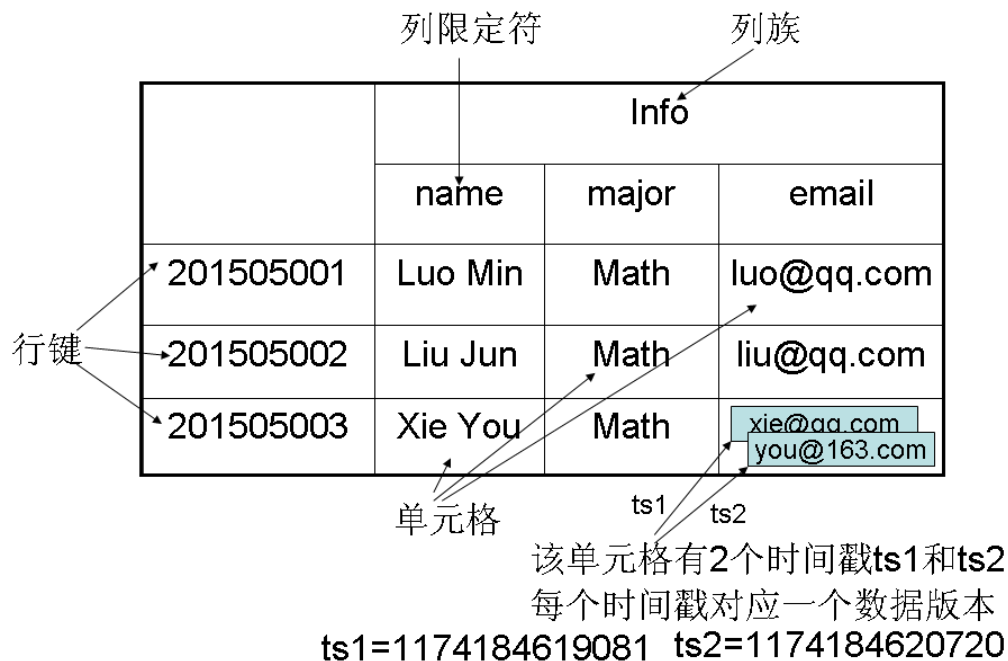 列限定符 列族
Info
name major email
201505001 Luo Min Math luo@qq.com
行键 201505002 Liu Jun Math liu@qq.com
201505003 Xie You Math xie@qq.com
you@163.com
单元格 ts1 ts2
该单元格有2个时间戳ts1和ts2
每个时间戳对应一个数据版本
ts1=1174184619081 ts2=1174184620720